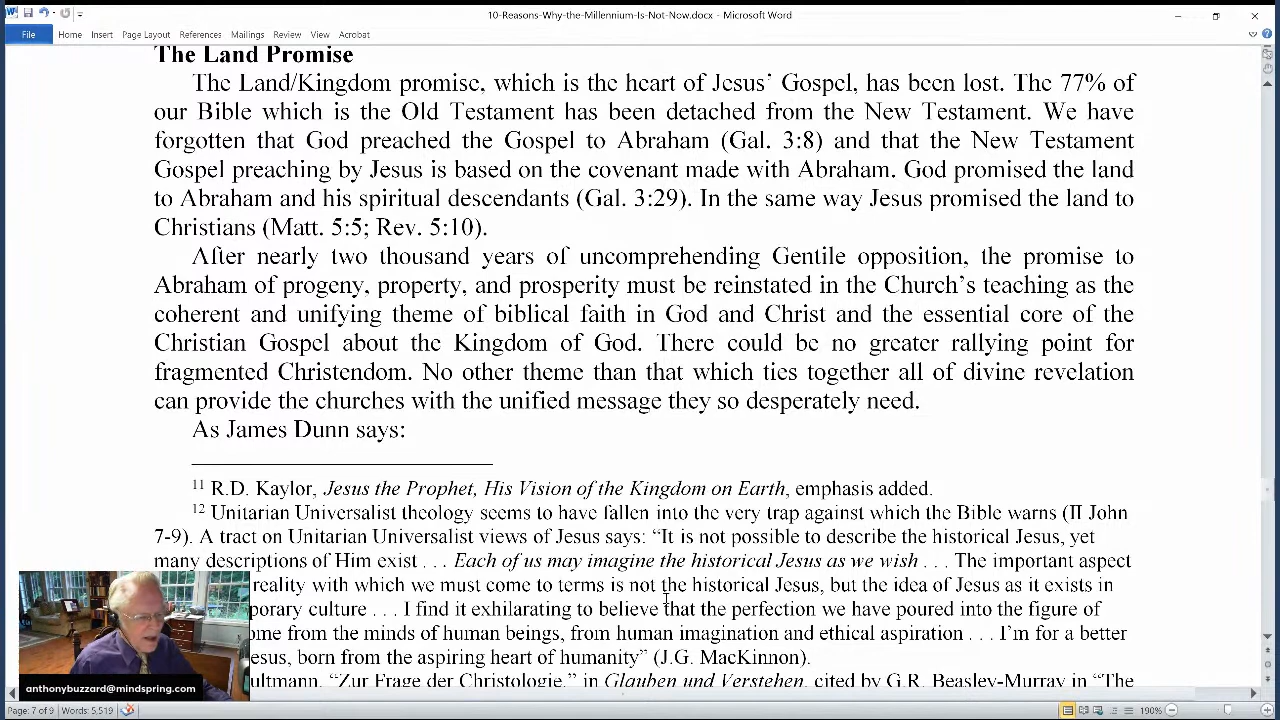 10-Reasons-Why-the-Millennium-Is-Not-Now.docx - Microsoft Word
File Home Insert Page Layout References Mailings Review View Acrobat
The Land Promise
The Land/Kingdom promise, which is the heart of Jesus' Gospel, has been lost. The 77% of
our Bible which is the Old Testament has been detached from the New Testament. We have
forgotten that God preached the Gospel to Abraham (Gal. 3:8) and that the New Testament
Gospel preaching by Jesus is based on the covenant made with Abraham. God promised the land
to Abraham and his spiritual descendants (Gal. 3:29). In the same way Jesus promised the land to
Christians (Matt. 5:5; Rev. 5:10).
After nearly two thousand years of uncomprehending Gentile opposition, the promise to
Abraham of progeny, property, and prosperity must be reinstated in the Church's teaching as the
coherent and unifying theme of biblical faith in God and Christ and the essential core of the
Christian Gospel about the Kingdom of God. There could be no greater rallying point for
fragmented Christendom. No other theme than that which ties together all of divine revelation
can provide the churches with the unified message they so desperately need.
As James Dunn says:
11 R.D. Kaylor, Jesus the Prophet, His Vision of the Kingdom on Earth, emphasis added.
12 Unitarian Universalist theology seems to have fallen into the very trap against which the Bible warns (II John
7-9). A tract on Unitarian Universalist views of Jesus says: "It is not possible to describe the historical Jesus, yet
many descriptions of Him exist . . . Each of us may imagine the historical Jesus as we wish . . . The important aspect
reality with which we must come to terms is not the historical Jesus, but the idea of Jesus as it exists in
porary culture . . . I find it exhilarating to believe that the perfection we have poured into the figure of
ome from the minds of human beings, from human imagination and ethical aspiration . . . I'm for a better
esus, born from the aspiring heart of humanity" (J.G. MacKinnon).
ultmann, "Zur Frage der Christologie," in Glauben und Verstehen, cited by G.R. Beasley-Murray in "The
anthonybuzzard@mindspring.com
Page: 7 of 9 Words: 5,519 190%